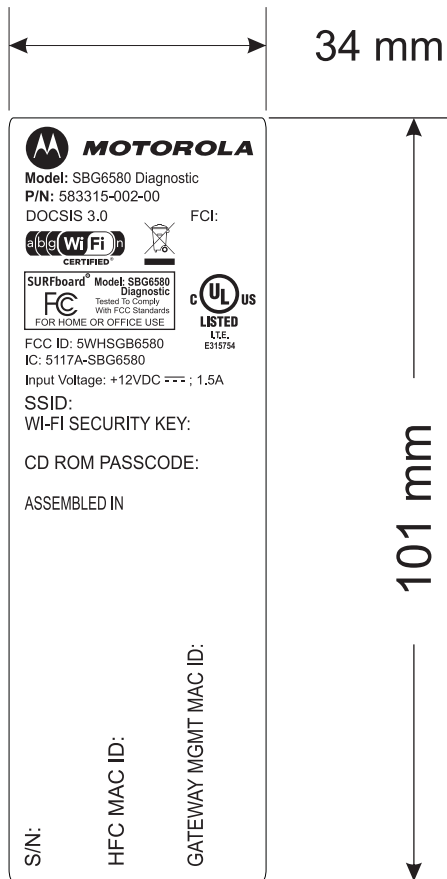 34 mm
MOTOROLA
Model: SBG6580 Diagnostic
P/N: 583315-002-00
DOCSIS 3.0 FCI:
a b g Wi Fi n
CERTIFIED®
SURFboard® Model: SBG6580
Diagnostic
FC Tested To Comply
With FCC Standards
FOR HOME OR OFFICE USE
C UL US
LISTED
I.T.E.
E315754
FCC ID: 5WHSGB6580
IC: 5117A-SBG6580
Input Voltage: +12VDC ⎓ ; 1.5A
SSID:
WI-FI SECURITY KEY:
CD ROM PASSCODE:
ASSEMBLED IN
S/N:
HFC MAC ID:
GATEWAY MGMT MAC ID:
101 mm